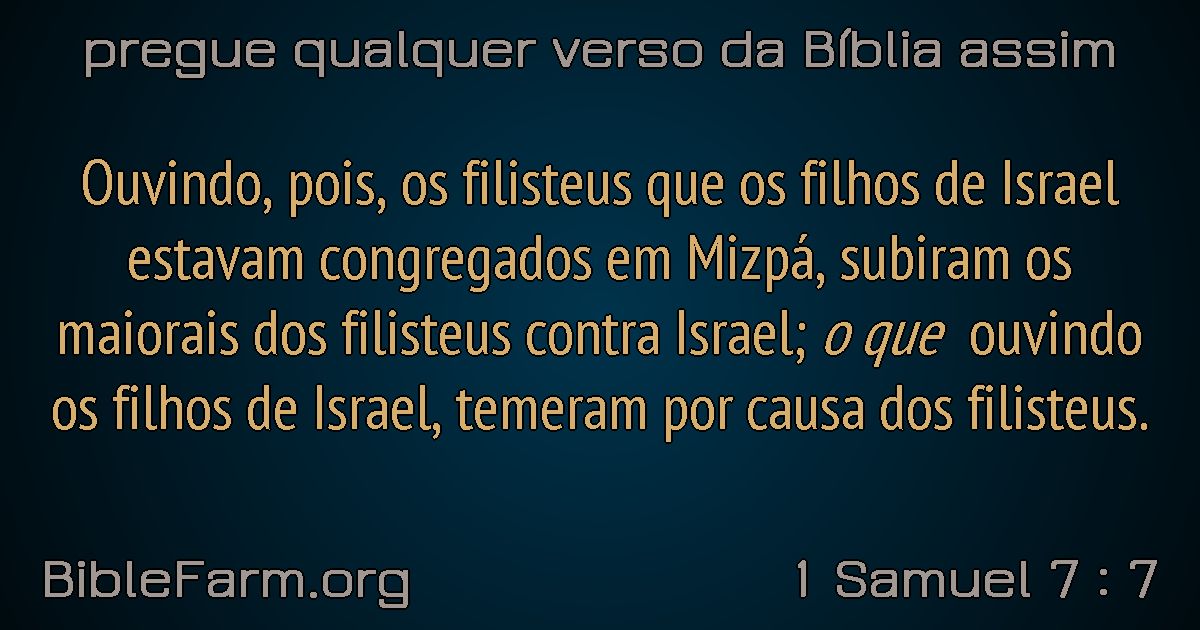 pregue qualquer verso da Bíblia assim
Ouvindo, pois, os filisteus que os filhos de Israel
estavam congregados em Mizpá, subiram os
maiorais dos filisteus contra Israel; o que ouvindo
os filhos de Israel, temeram por causa dos filisteus.
BibleFarm.org
1 Samuel 7 : 7